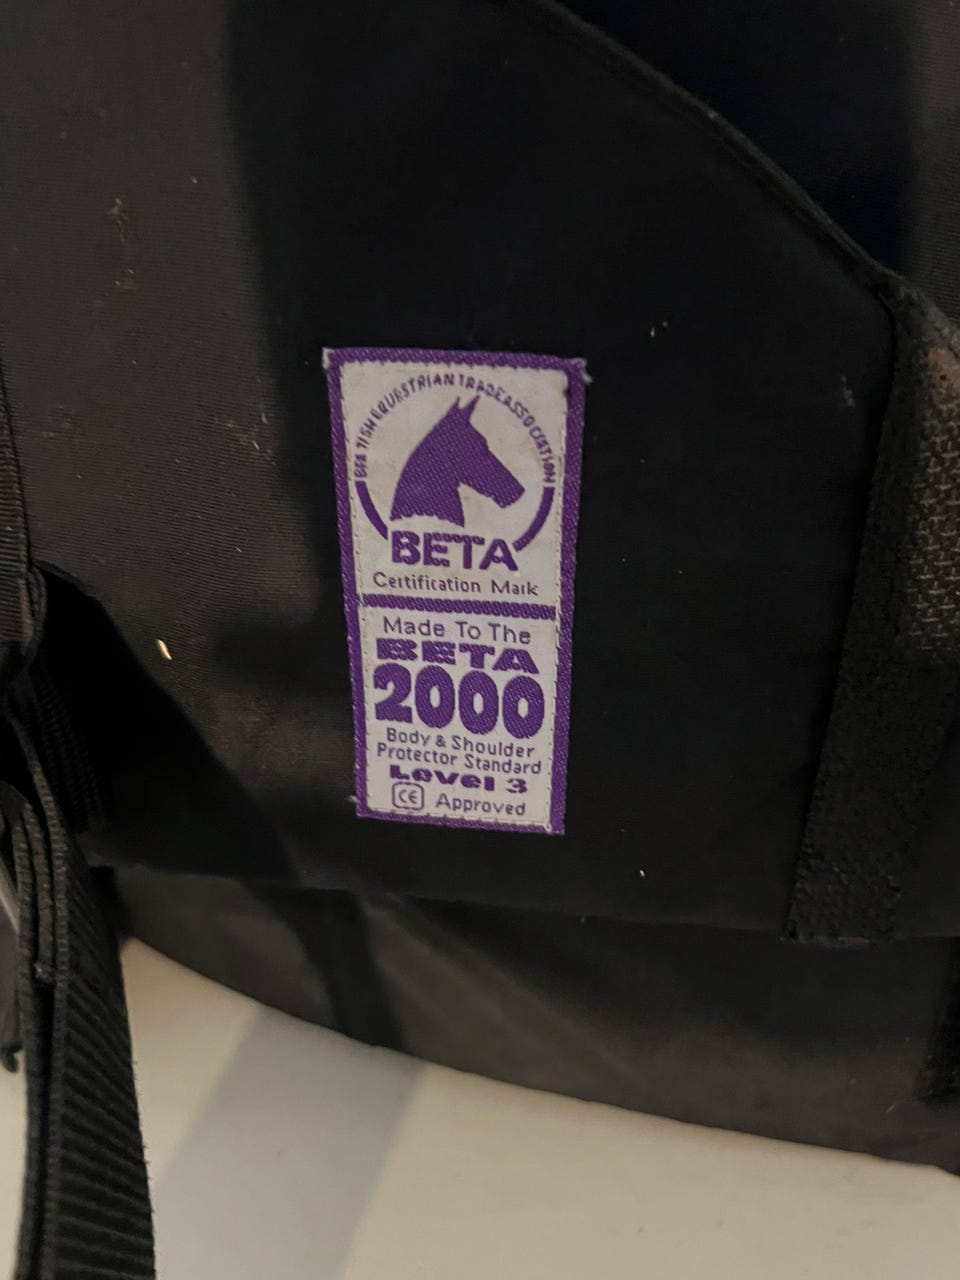 BRITISH EQUESTRIAN TRADE ASSOCIATION
BETA
Certification Mark
Made To The
BETA
2000
Body & Shoulder
Protector Standard
Level 3
CE Approved